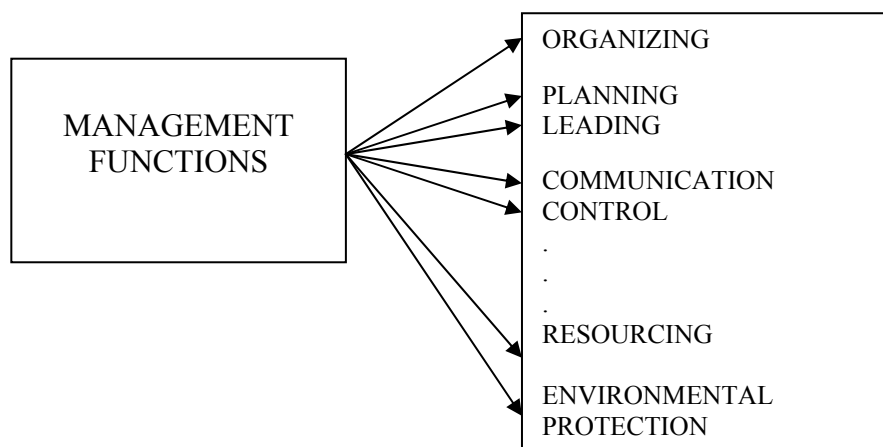 MANAGEMENT
FUNCTIONS
ORGANIZING
PLANNING
LEADING
COMMUNICATION
CONTROL
.
.
.
RESOURCING
ENVIRONMENTAL
PROTECTION